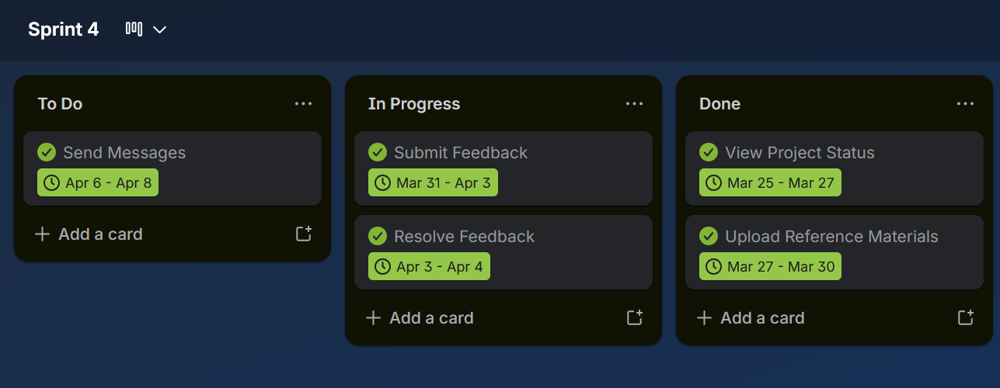 Sprint 4
To Do
Send Messages
Apr 6 - Apr 8
Add a card
In Progress
Submit Feedback
Mar 31 - Apr 3
Resolve Feedback
Apr 3 - Apr 4
Add a card
Done
View Project Status
Mar 25 - Mar 27
Upload Reference Materials
Mar 27 - Mar 30
Add a card